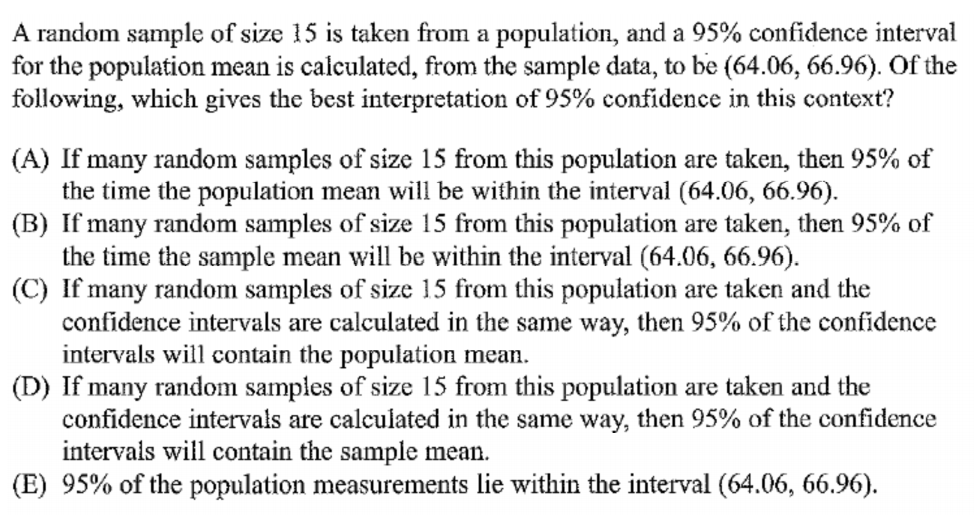 A random sample of size 15 is taken from a population, and a 95% confidence interval
for the population mean is calculated, from the sample data, to be (64.06, 66.96). Of the
following, which gives the best interpretation of 95% confidence in this context?
(A) If many random samples of size 15 from this population are taken, then 95% of
the time the population mean will be within the interval (64.06, 66.96).
(B) If many random samples of size 15 from this population are taken, then 95% of
the time the sample mean will be within the interval (64.06, 66.96).
(C) If many random samples of size 15 from this population are taken and the
confidence intervals are calculated in the same way, then 95% of the confidence
intervals will contain the population mean.
(D) If many random samples of size 15 from this population are taken and the
confidence intervals are calculated in the same way, then 95% of the confidence
intervals will contain the sample mean.
(E) 95% of the population measurements lie within the interval (64.06, 66.96).